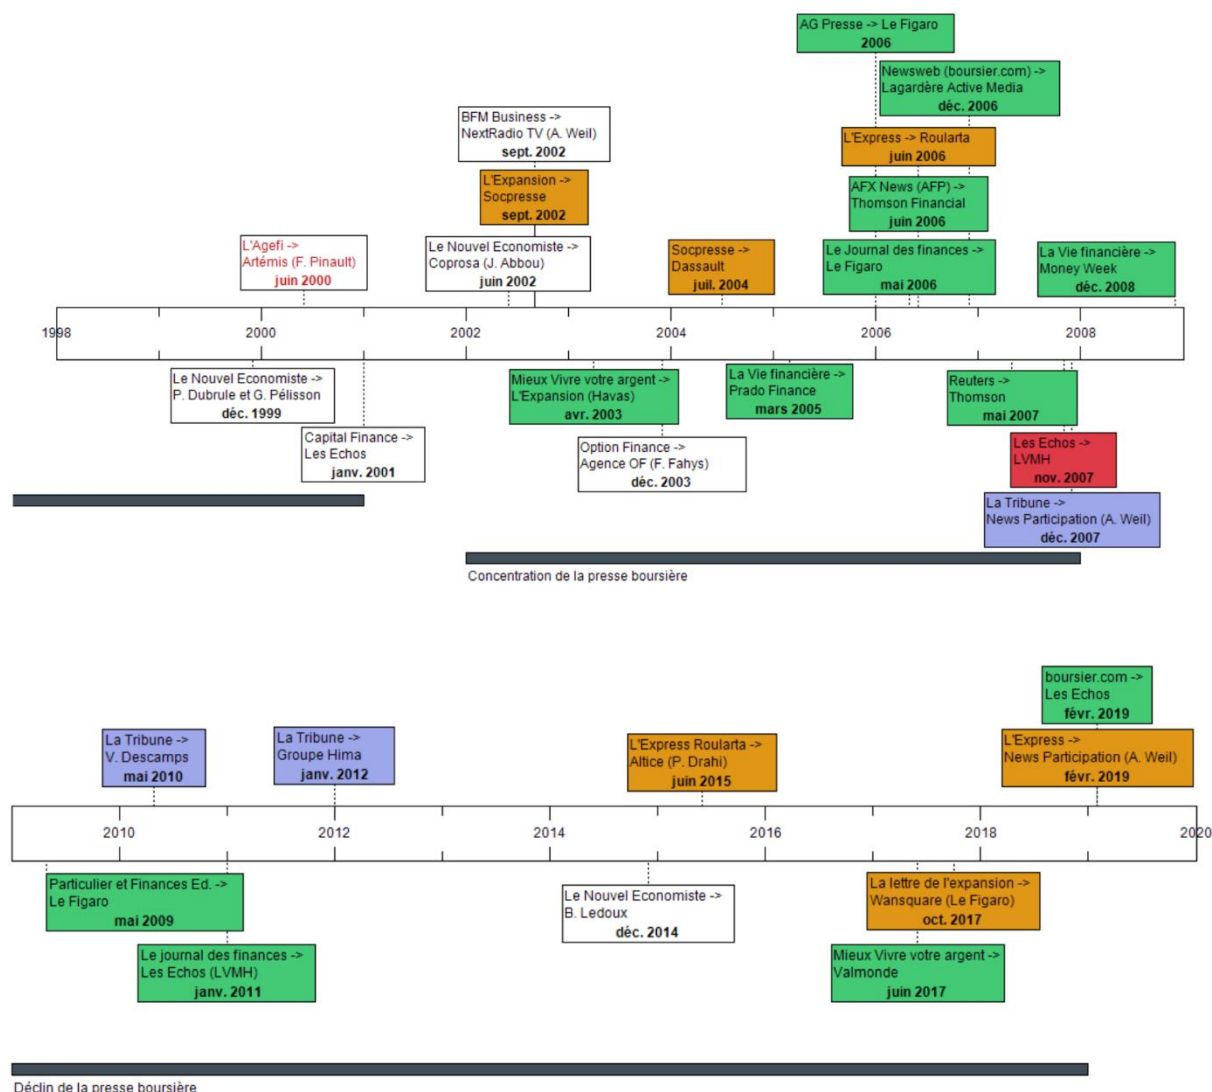 AG Presse -> Le Figaro
2006
Newsweb (boursier.com) ->
Lagardère Active Media
déc. 2006
BFM Business ->
NextRadio TV (A. Weil)
sept. 2002
L'Express -> Roularta
juin 2006
L'Expansion ->
Socpresse
sept. 2002
AFX News (AFP) ->
Thomson Financial
juin 2006
L'Agefi ->
Artémis (F. Pinault)
juin 2000
Le Nouvel Economiste ->
Coprosa (J. Abbou)
juin 2002
Socpresse ->
Dassault
juil. 2004
Le Journal des finances ->
Le Figaro
mai 2006
La Vie financière ->
Money Week
déc. 2008
1998
2000
2002
2004
2006
2008
Le Nouvel Economiste ->
P. Dubrule et G. Pélisson
déc. 1999
Mieux Vivre votre argent ->
L'Expansion (Havas)
avr. 2003
La Vie financière ->
Prado Finance
mars 2005
Reuters ->
Thomson
mai 2007
Capital Finance ->
Les Echos
janv. 2001
Option Finance ->
Agence OF (F. Fahys)
déc. 2003
Les Echos ->
LVMH
nov. 2007
La Tribune ->
News Participation (A. Weil)
déc. 2007
Concentration de la presse boursière
boursier.com ->
Les Echos
févr. 2019
La Tribune ->
V. Descamps
mai 2010
La Tribune ->
Groupe Hima
janv. 2012
L'Express Roularta ->
Altice (P. Drahi)
juin 2015
L'Express ->
News Participation (A. Weil)
févr. 2019
2010
2012
2014
2016
2018
2020
Particulier et Finances Ed. ->
Le Figaro
mai 2009
Le Nouvel Economiste ->
B. Ledoux
déc. 2014
La lettre de l'expansion ->
Wansquare (Le Figaro)
oct. 2017
Le journal des finances ->
Les Echos (LVMH)
janv. 2011
Mieux Vivre votre argent ->
Valmonde
juin 2017
Déclin de la presse boursière